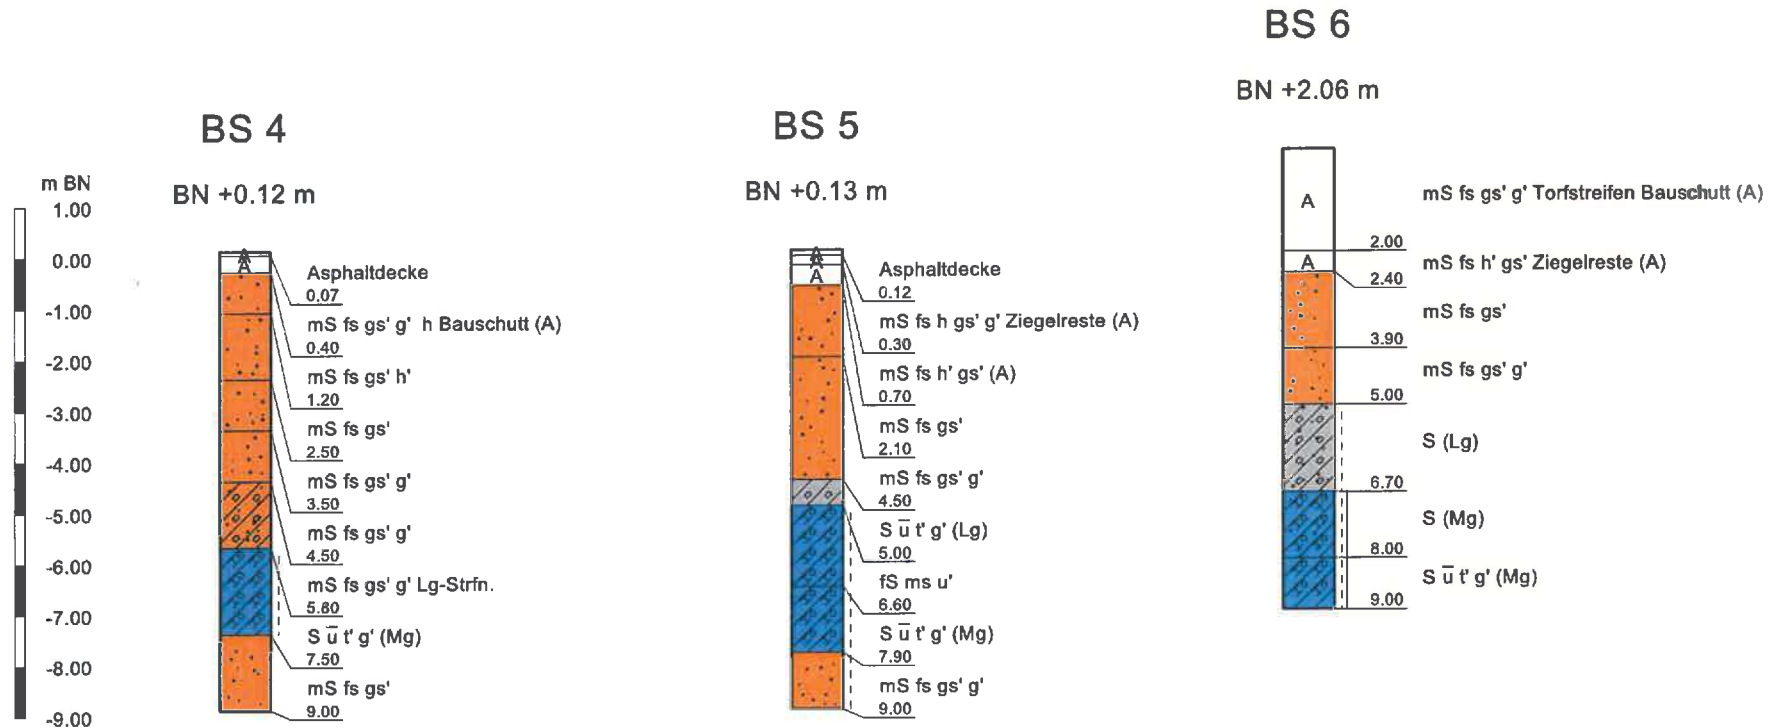 BS 4
BN +0.12 m
m BN
1.00
0.00
-1.00
-2.00
-3.00
-4.00
-5.00
-6.00
-7.00
-8.00
-9.00
A
A
Asphaltdecke
0.07
mS fs gs' g' h Bauschutt (A)
0.40
mS fs gs' h'
1.20
mS fs gs'
2.50
mS fs gs' g'
3.50
mS fs gs' g'
4.50
mS fs gs' g' Lg-Strfn.
5.80
S u̅ t' g' (Mg)
7.50
mS fs gs'
9.00
BS 5
BN +0.13 m
A
A
A
Asphaltdecke
0.12
mS fs h gs' g' Ziegelreste (A)
0.30
mS fs h' gs' (A)
0.70
mS fs gs'
2.10
mS fs gs' g'
4.50
S u̅ t' g' (Lg)
5.00
fS ms u'
6.60
S u̅ t' g' (Mg)
7.90
mS fs gs' g'
9.00
BS 6
BN +2.06 m
A
mS fs gs' g' Torfstreifen Bauschutt (A)
2.00
A
mS fs h' gs' Ziegelreste (A)
2.40
mS fs gs'
3.90
mS fs gs' g'
5.00
S (Lg)
6.70
S (Mg)
8.00
S u̅ t' g' (Mg)
9.00